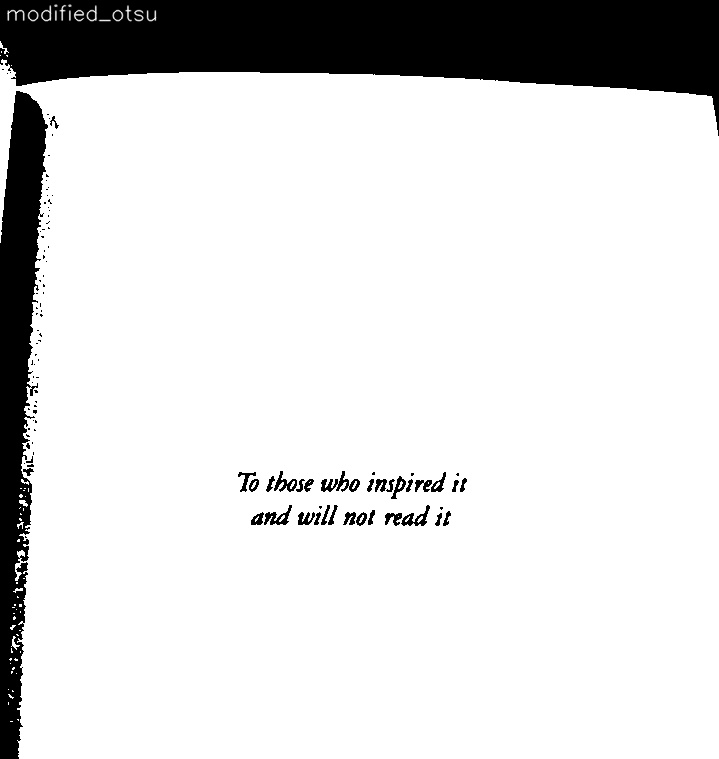 modified_otsu
To those who inspired it
and will not read it